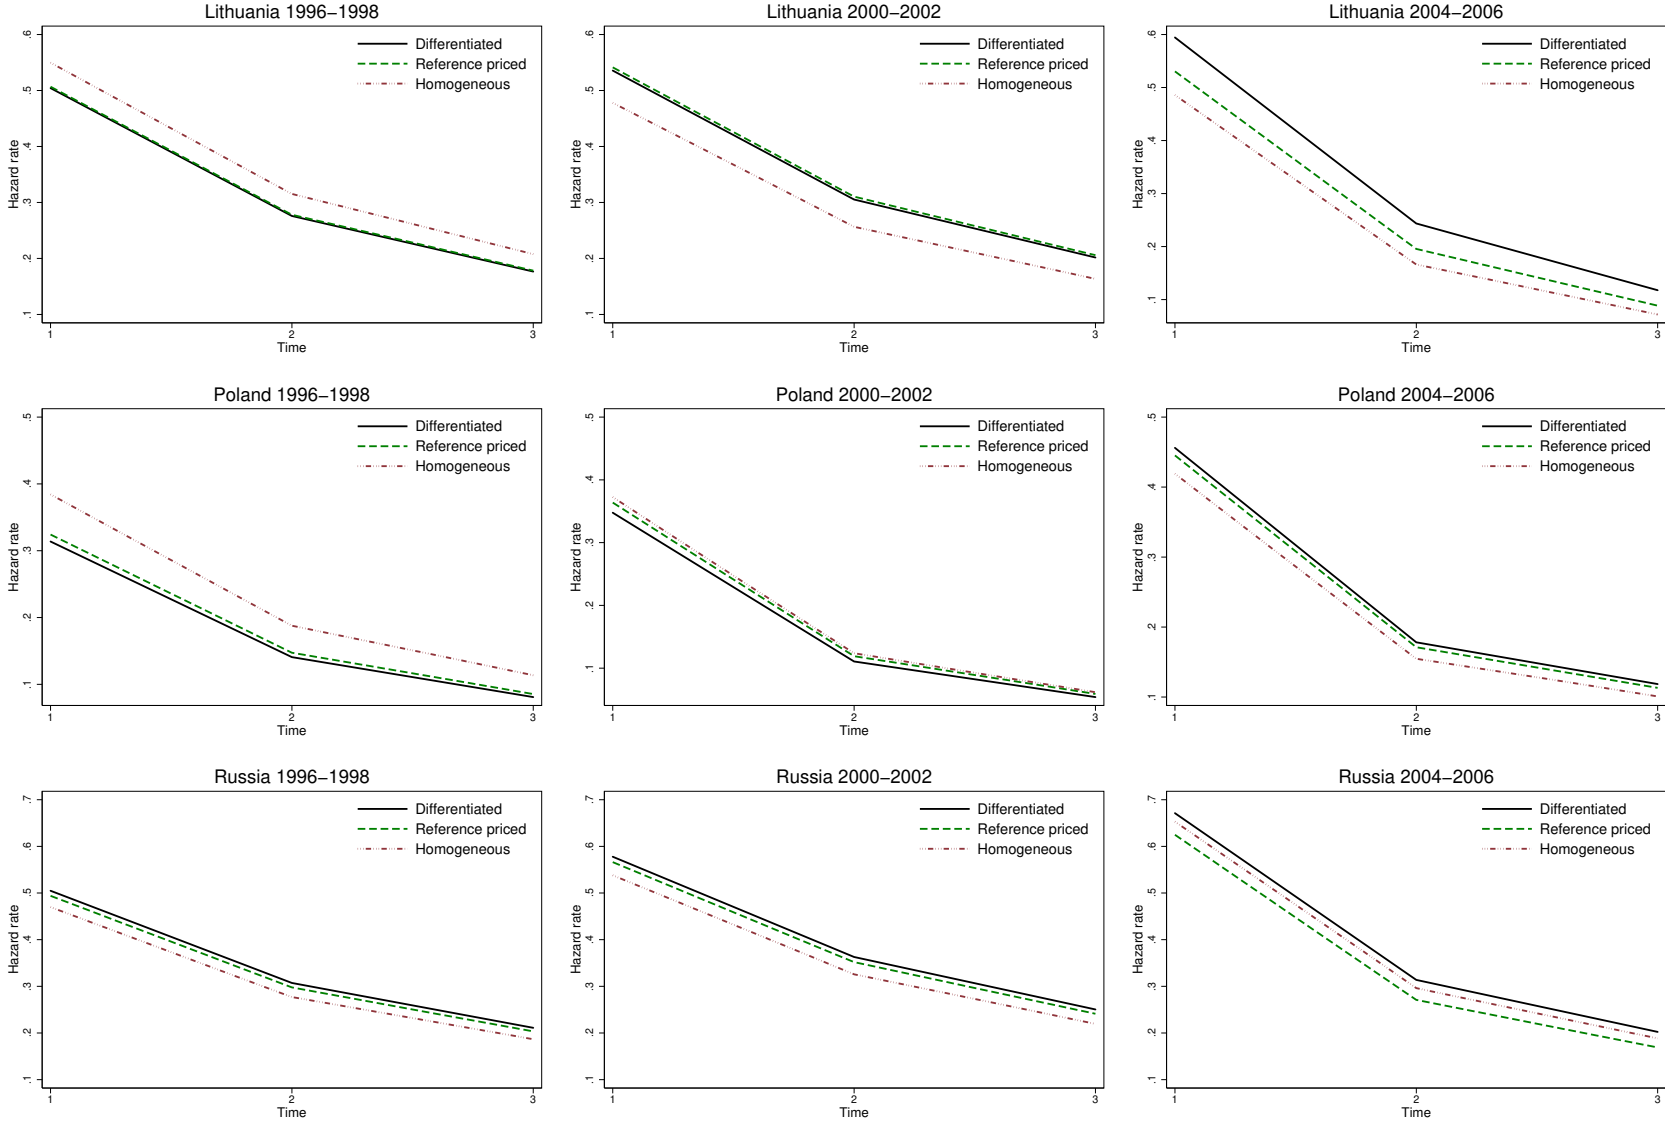 Lithuania 1996–1998
Hazard rate
.1 .2 .3 .4 .5 .6
Differentiated
Reference priced
Homogeneous
1 2 3
Time
Lithuania 2000–2002
Hazard rate
.1 .2 .3 .4 .5 .6
Differentiated
Reference priced
Homogeneous
1 2 3
Time
Lithuania 2004–2006
Hazard rate
.1 .2 .3 .4 .5 .6
Differentiated
Reference priced
Homogeneous
1 2 3
Time
Poland 1996–1998
Hazard rate
.1 .2 .3 .4 .5
Differentiated
Reference priced
Homogeneous
1 2 3
Time
Poland 2000–2002
Hazard rate
.1 .2 .3 .4 .5
Differentiated
Reference priced
Homogeneous
1 2 3
Time
Poland 2004–2006
Hazard rate
.1 .2 .3 .4 .5
Differentiated
Reference priced
Homogeneous
1 2 3
Time
Russia 1996–1998
Hazard rate
.1 .2 .3 .4 .5 .6 .7
Differentiated
Reference priced
Homogeneous
1 2 3
Time
Russia 2000–2002
Hazard rate
.1 .2 .3 .4 .5 .6 .7
Differentiated
Reference priced
Homogeneous
1 2 3
Time
Russia 2004–2006
Hazard rate
.1 .2 .3 .4 .5 .6 .7
Differentiated
Reference priced
Homogeneous
1 2 3
Time